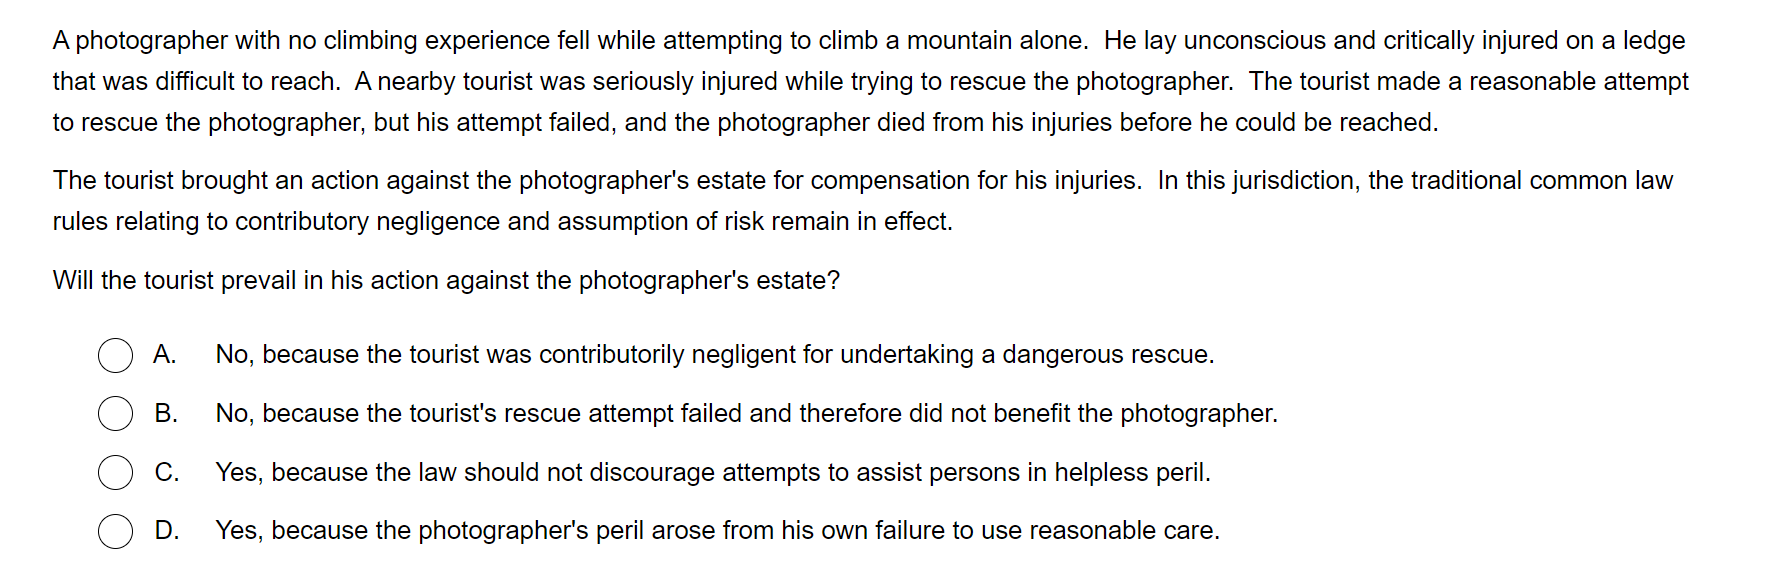 A photographer with no climbing experience fell while attempting to climb a mountain alone.  He lay unconscious and critically injured on a ledge
that was difficult to reach.  A nearby tourist was seriously injured while trying to rescue the photographer.  The tourist made a reasonable attempt
to rescue the photographer, but his attempt failed, and the photographer died from his injuries before he could be reached.
The tourist brought an action against the photographer's estate for compensation for his injuries.  In this jurisdiction, the traditional common law
rules relating to contributory negligence and assumption of risk remain in effect.
Will the tourist prevail in his action against the photographer's estate?
A. No, because the tourist was contributorily negligent for undertaking a dangerous rescue.
B. No, because the tourist's rescue attempt failed and therefore did not benefit the photographer.
C. Yes, because the law should not discourage attempts to assist persons in helpless peril.
D. Yes, because the photographer's peril arose from his own failure to use reasonable care.